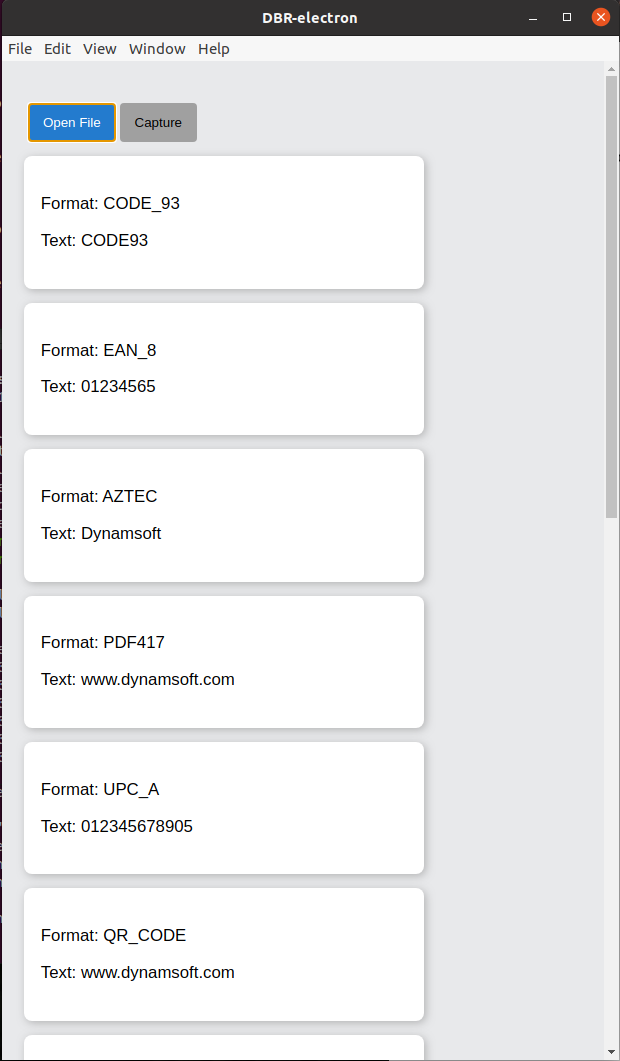 DBR-electron
File Edit View Window Help
Open File Capture
Format: CODE_93
Text: CODE93
Format: EAN_8
Text: 01234565
Format: AZTEC
Text: Dynamsoft
Format: PDF417
Text: www.dynamsoft.com
Format: UPC_A
Text: 012345678905
Format: QR_CODE
Text: www.dynamsoft.com